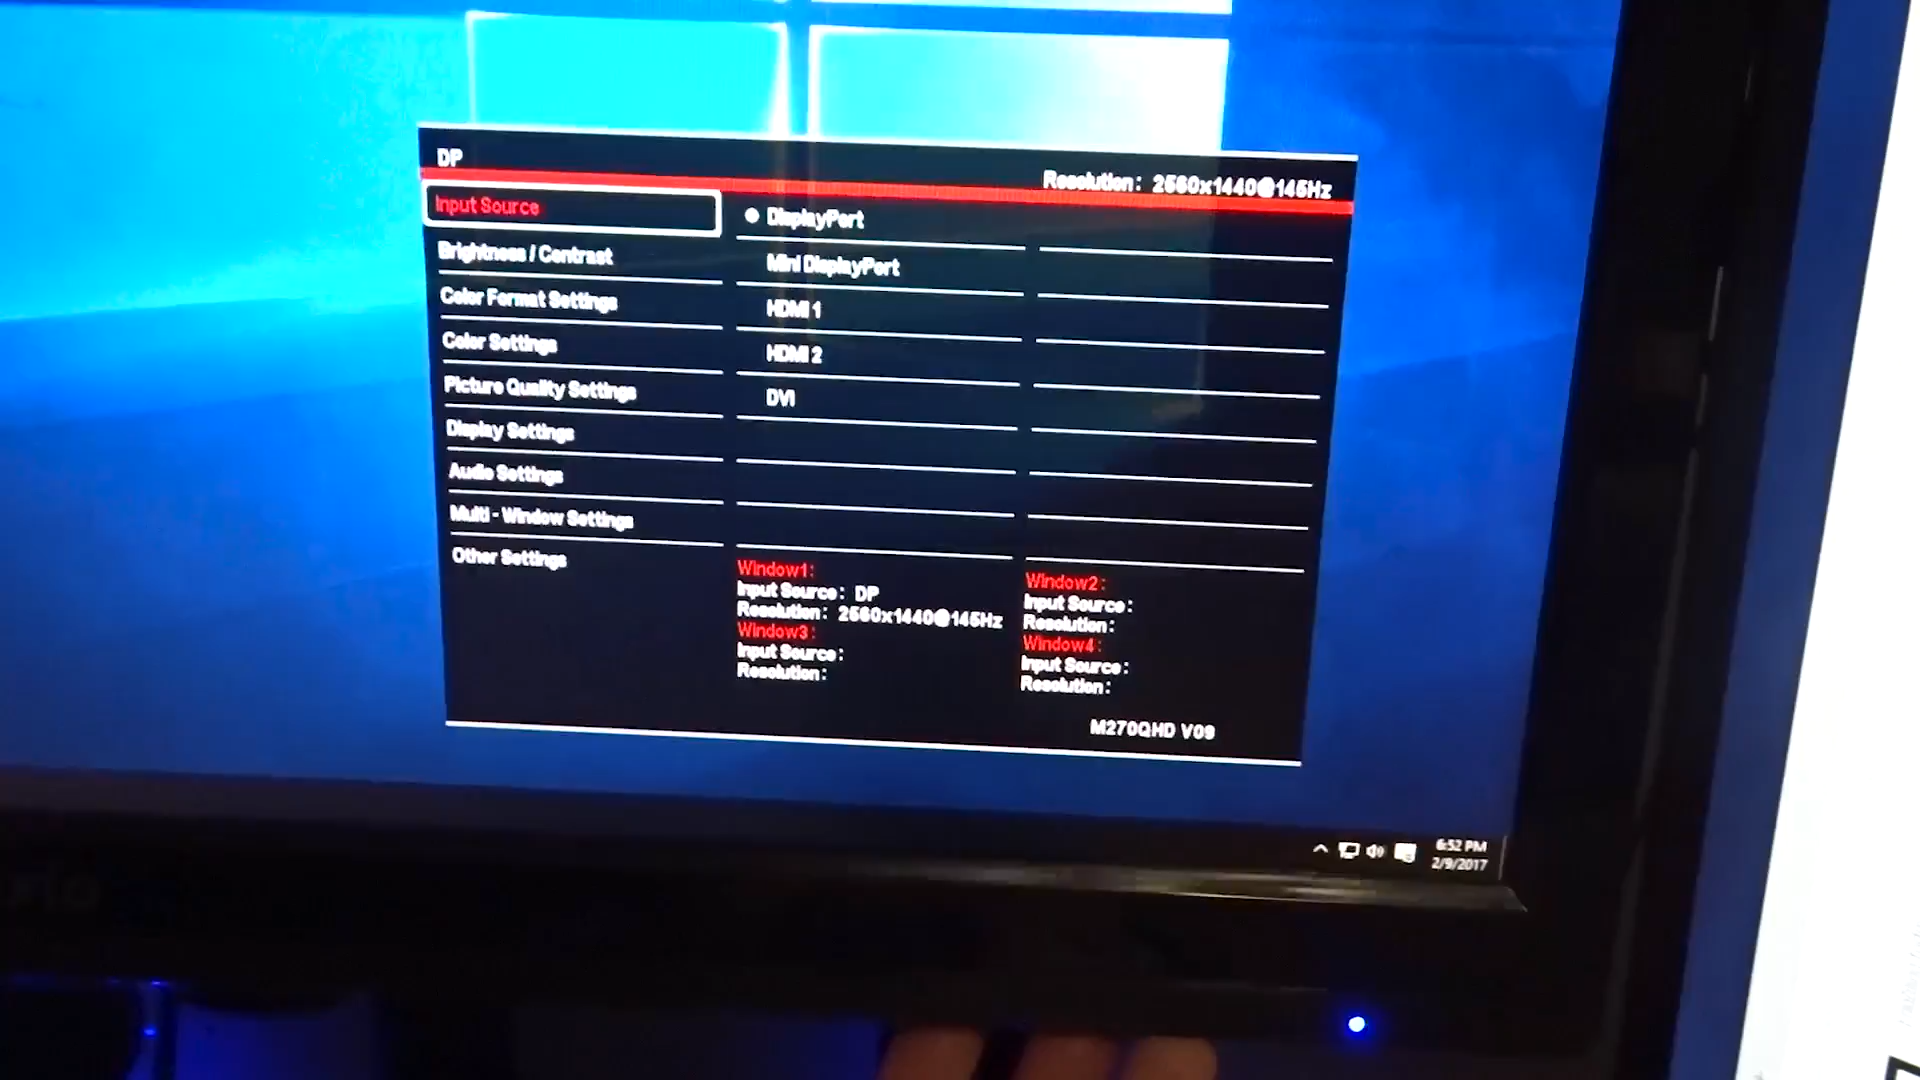 DP
Resolution: 2560x1440@145Hz
Input Source
Brightness / Contrast
Color Format Settings
Color Settings
Picture Quality Settings
Display Settings
Audio Settings
Multi - Window Settings
Other Settings
DisplayPort
Mini DisplayPort
HDMI 1
HDMI 2
DVI
Window1:
Input Source: DP
Resolution: 2560x1440@145Hz
Window2:
Input Source:
Resolution:
Window3:
Input Source:
Resolution:
Window4:
Input Source:
Resolution:
M270QHD V09
6:52 PM
2/9/2017